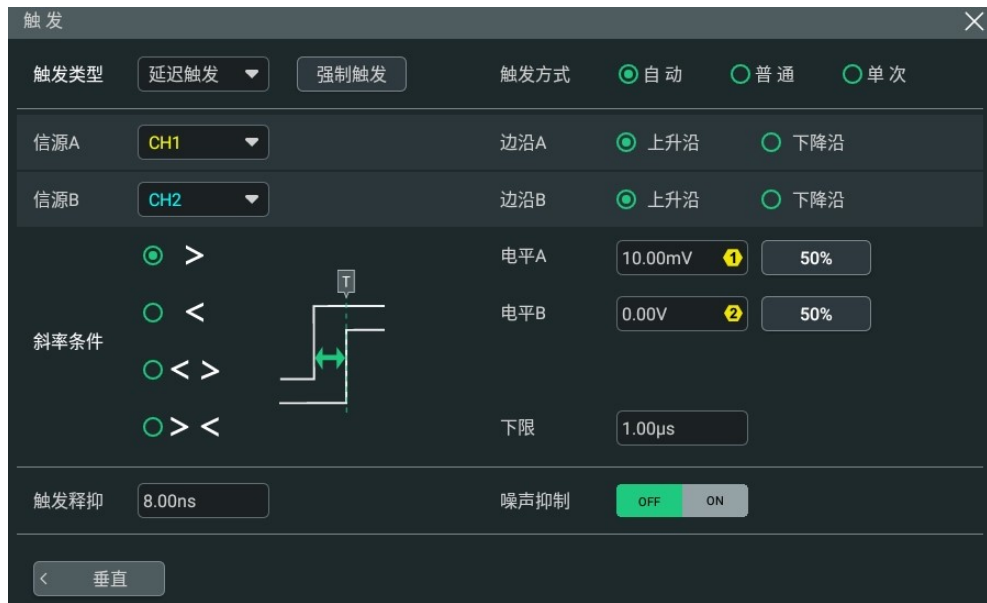 触 发
触发类型 延迟触发 强制触发 触发方式 自 动 普 通 单 次
信源A CH1 边沿A 上升沿 下降沿
信源B CH2 边沿B 上升沿 下降沿
> 电平A 10.00mV 1 50%
T
< 电平B 0.00V 2 50%
斜率条件
< >
> < 下限 1.00µs
触发释抑 8.00ns 噪声抑制 OFF ON
< 垂直